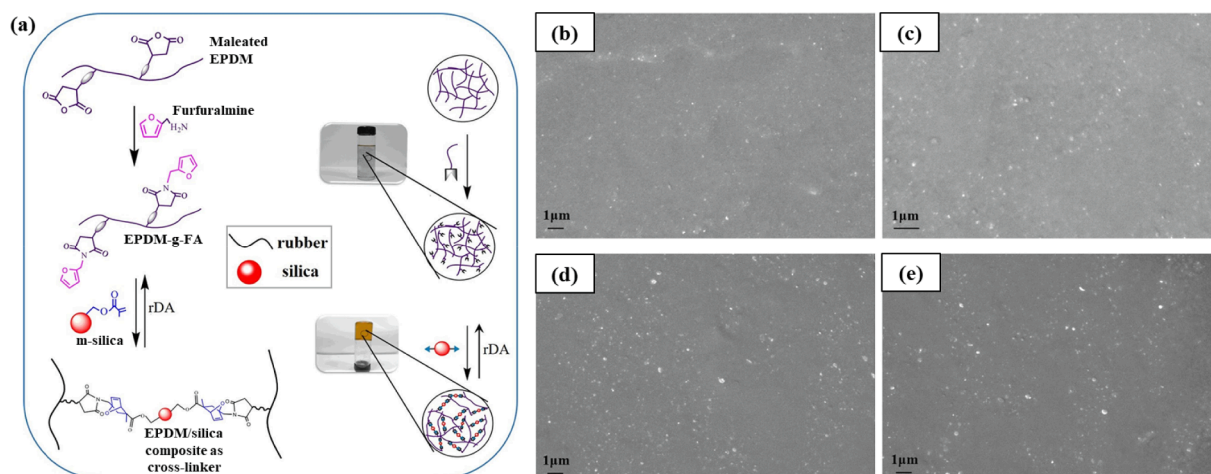 (a)
Maleated
EPDM
Furfuralmine
H₂N
EPDM-g-FA
rubber
silica
m-silica
rDA
rDA
EPDM/silica
composite as
cross-linker
(b)
1µm
(c)
1µm
(d)
1µm
(e)
1µm